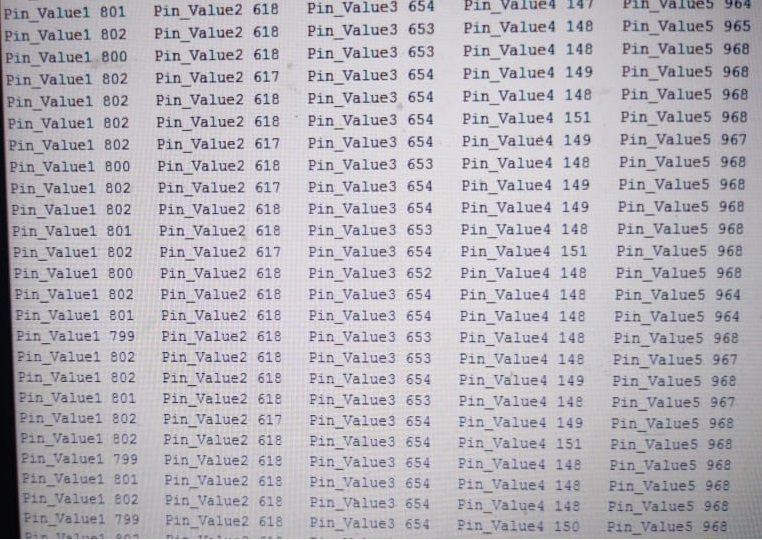 Pin_Value1 801 Pin_Value2 618 Pin_Value3 654 Pin_Value4 147 Pin_Value5 964
Pin_Value1 802 Pin_Value2 618 Pin_Value3 653 Pin_Value4 148 Pin_Value5 965
Pin_Value1 800 Pin_Value2 618 Pin_Value3 653 Pin_Value4 148 Pin_Value5 968
Pin_Value1 802 Pin_Value2 617 Pin_Value3 654 Pin_Value4 149 Pin_Value5 968
Pin_Value1 802 Pin_Value2 618 Pin_Value3 654 Pin_Value4 148 Pin_Value5 968
Pin_Value1 802 Pin_Value2 618 Pin_Value3 654 Pin_Value4 151 Pin_Value5 968
Pin_Value1 802 Pin_Value2 617 Pin_Value3 654 Pin_Value4 149 Pin_Value5 967
Pin_Value1 800 Pin_Value2 618 Pin_Value3 653 Pin_Value4 148 Pin_Value5 968
Pin_Value1 802 Pin_Value2 617 Pin_Value3 654 Pin_Value4 149 Pin_Value5 968
Pin_Value1 802 Pin_Value2 618 Pin_Value3 654 Pin_Value4 149 Pin_Value5 968
Pin_Value1 801 Pin_Value2 618 Pin_Value3 653 Pin_Value4 148 Pin_Value5 968
Pin_Value1 802 Pin_Value2 617 Pin_Value3 654 Pin_Value4 151 Pin_Value5 968
Pin_Value1 800 Pin_Value2 618 Pin_Value3 652 Pin_Value4 148 Pin_Value5 968
Pin_Value1 802 Pin_Value2 618 Pin_Value3 654 Pin_Value4 148 Pin_Value5 964
Pin_Value1 801 Pin_Value2 618 Pin_Value3 654 Pin_Value4 148 Pin_Value5 964
Pin_Value1 799 Pin_Value2 618 Pin_Value3 653 Pin_Value4 148 Pin_Value5 968
Pin_Value1 802 Pin_Value2 618 Pin_Value3 653 Pin_Value4 148 Pin_Value5 967
Pin_Value1 802 Pin_Value2 618 Pin_Value3 654 Pin_Value4 149 Pin_Value5 968
Pin_Value1 801 Pin_Value2 618 Pin_Value3 653 Pin_Value4 148 Pin_Value5 967
Pin_Value1 802 Pin_Value2 617 Pin_Value3 654 Pin_Value4 149 Pin_Value5 968
Pin_Value1 802 Pin_Value2 618 Pin_Value3 654 Pin_Value4 151 Pin_Value5 968
Pin_Value1 799 Pin_Value2 618 Pin_Value3 654 Pin_Value4 148 Pin_Value5 968
Pin_Value1 801 Pin_Value2 618 Pin_Value3 654 Pin_Value4 148 Pin_Value5 968
Pin_Value1 802 Pin_Value2 618 Pin_Value3 654 Pin_Value4 148 Pin_Value5 968
Pin_Value1 799 Pin_Value2 618 Pin_Value3 654 Pin_Value4 150 Pin_Value5 968